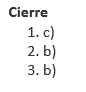 Cierre
1. c)
2. b)
3. b)